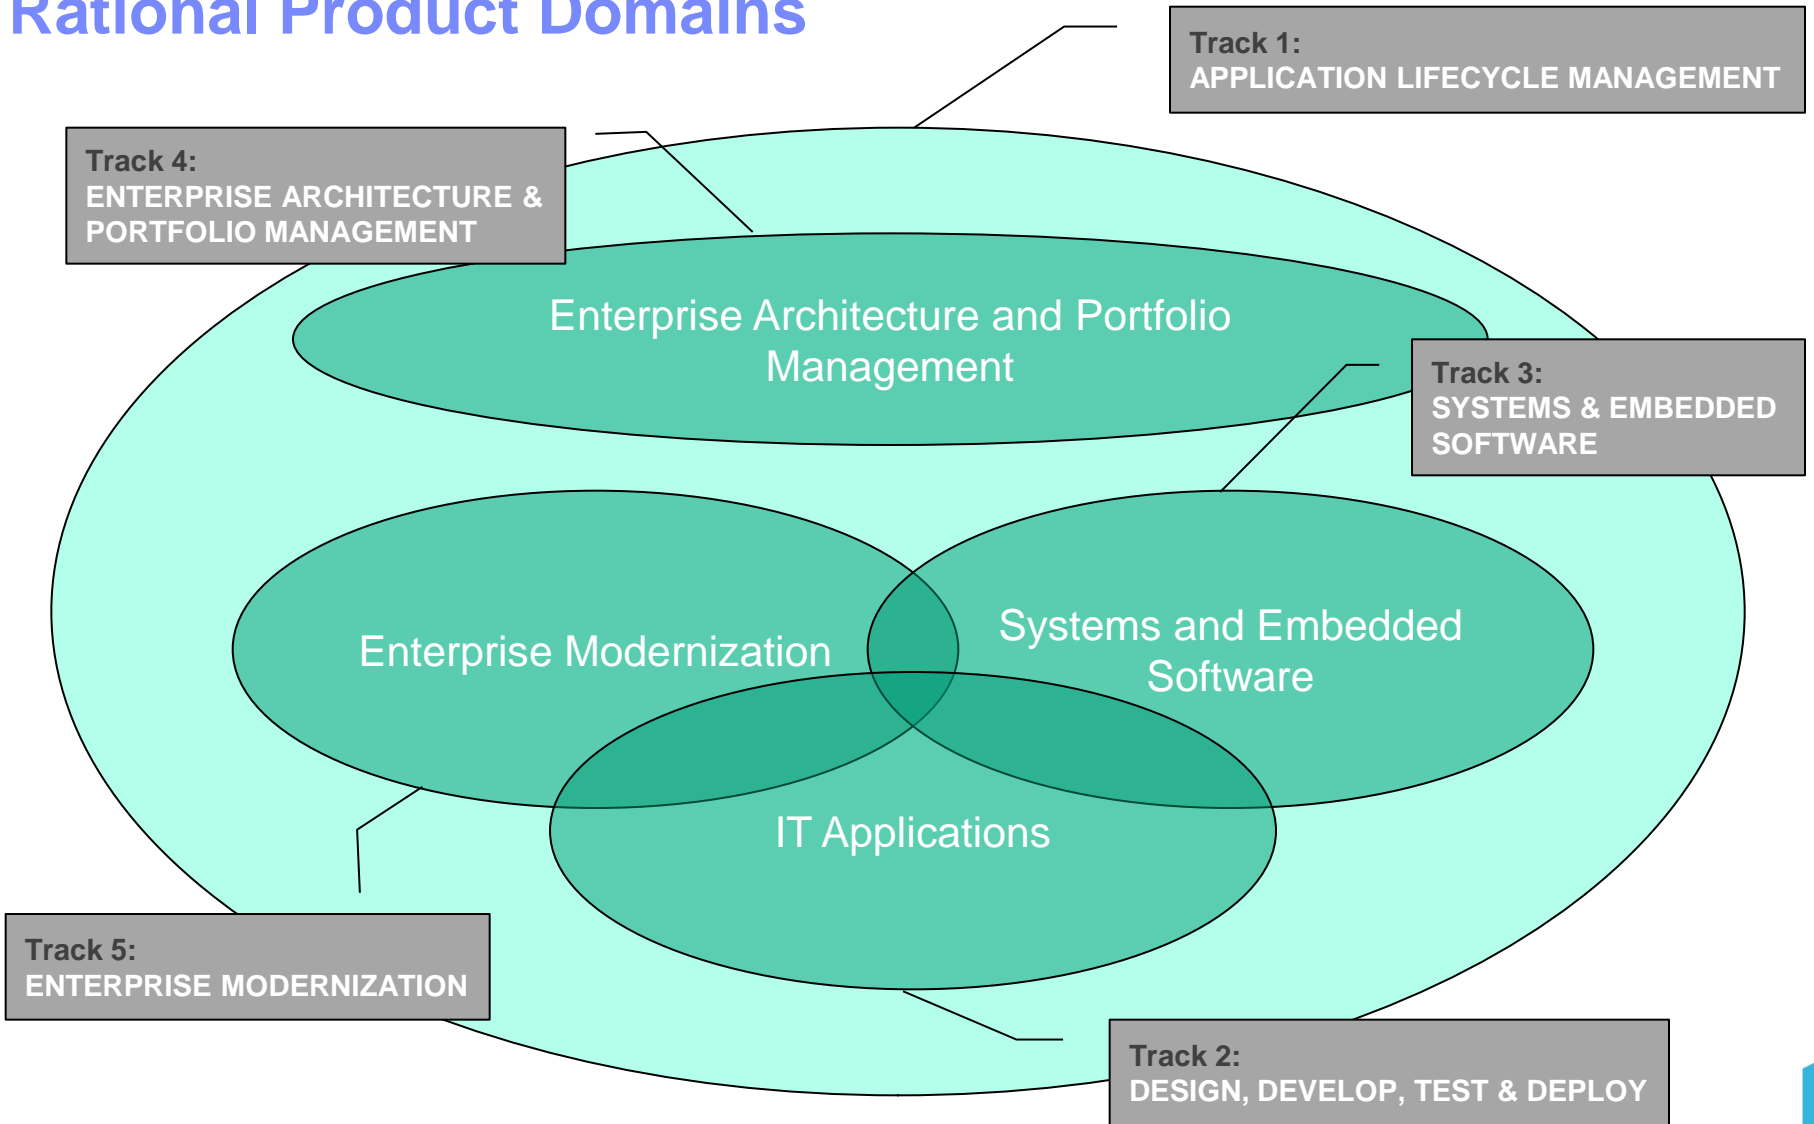 Rational Product Domains
Track 1:
APPLICATION LIFECYCLE MANAGEMENT
Track 4:
ENTERPRISE ARCHITECTURE &
PORTFOLIO MANAGEMENT
Enterprise Architecture and Portfolio
Management
Track 3:
SYSTEMS & EMBEDDED
SOFTWARE
Enterprise Modernization
Systems and Embedded
Software
IT Applications
Track 5:
ENTERPRISE MODERNIZATION
Track 2:
DESIGN, DEVELOP, TEST & DEPLOY